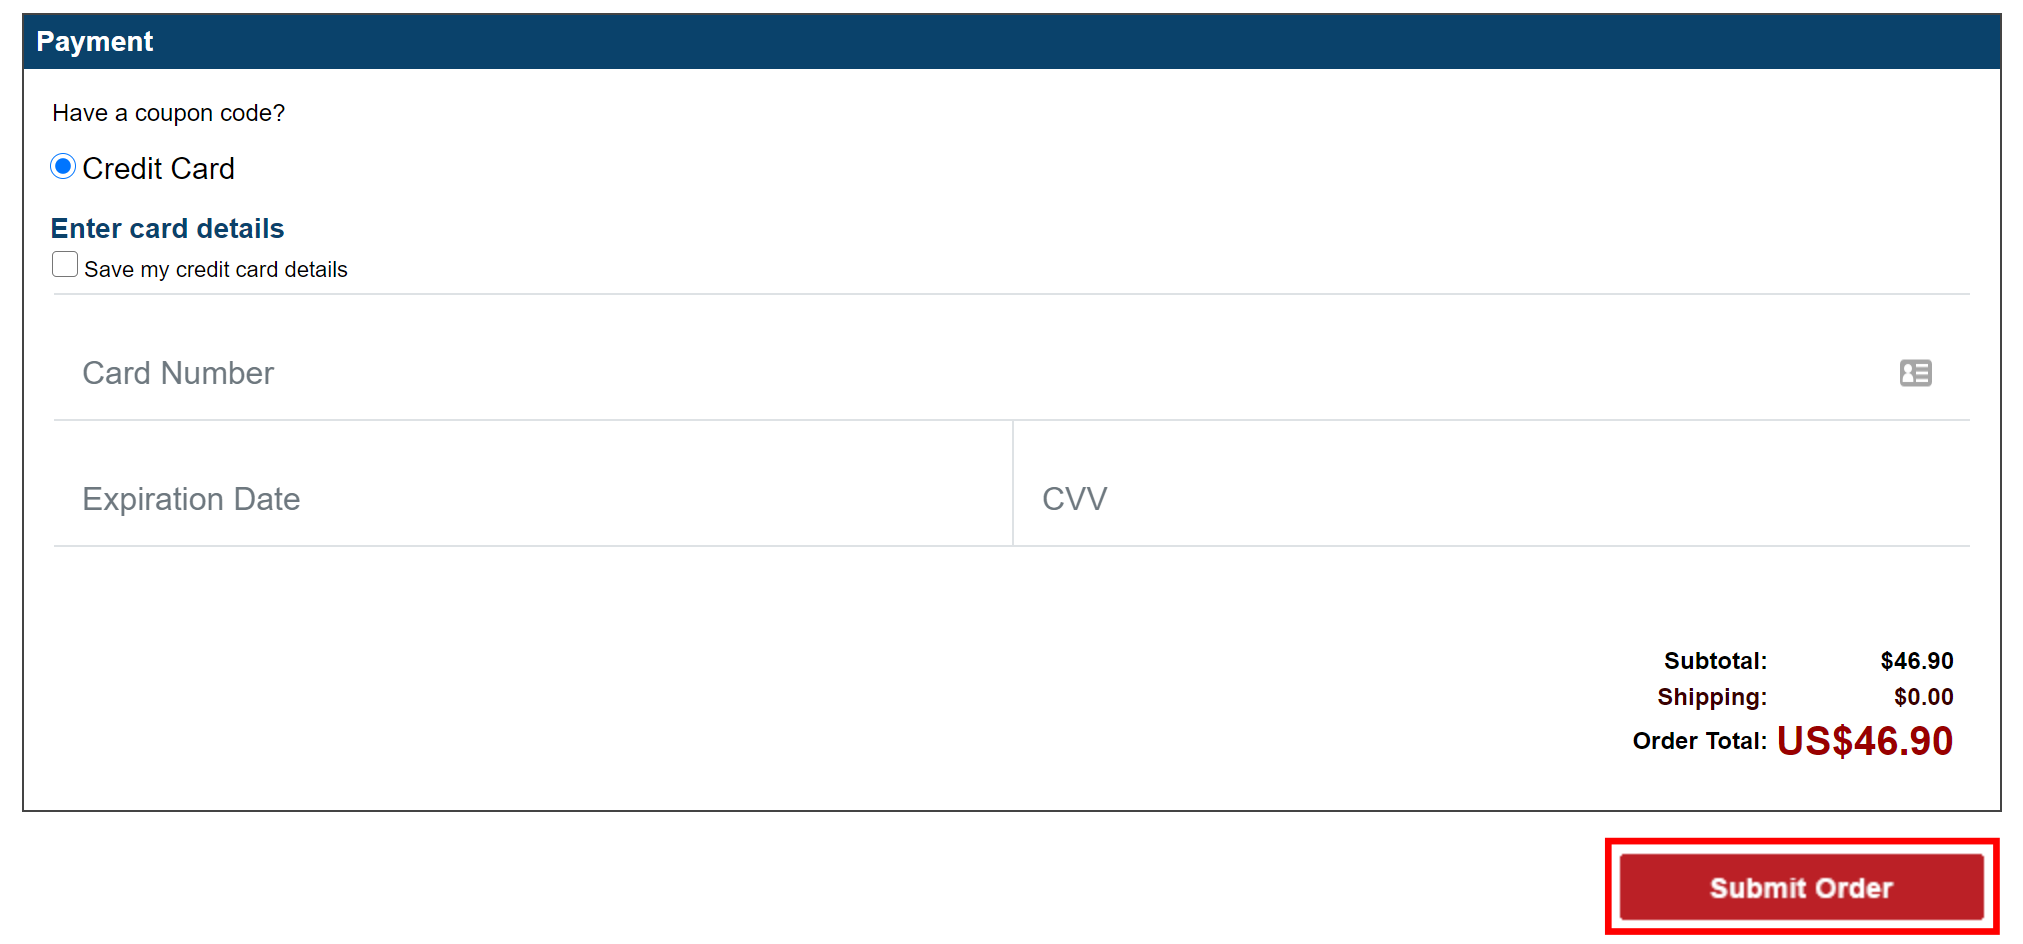 Payment
Have a coupon code?
Credit Card
Enter card details
Save my credit card details
Card Number
Expiration Date
CVV
Subtotal: $46.90
Shipping: $0.00
Order Total: US$46.90
Submit Order